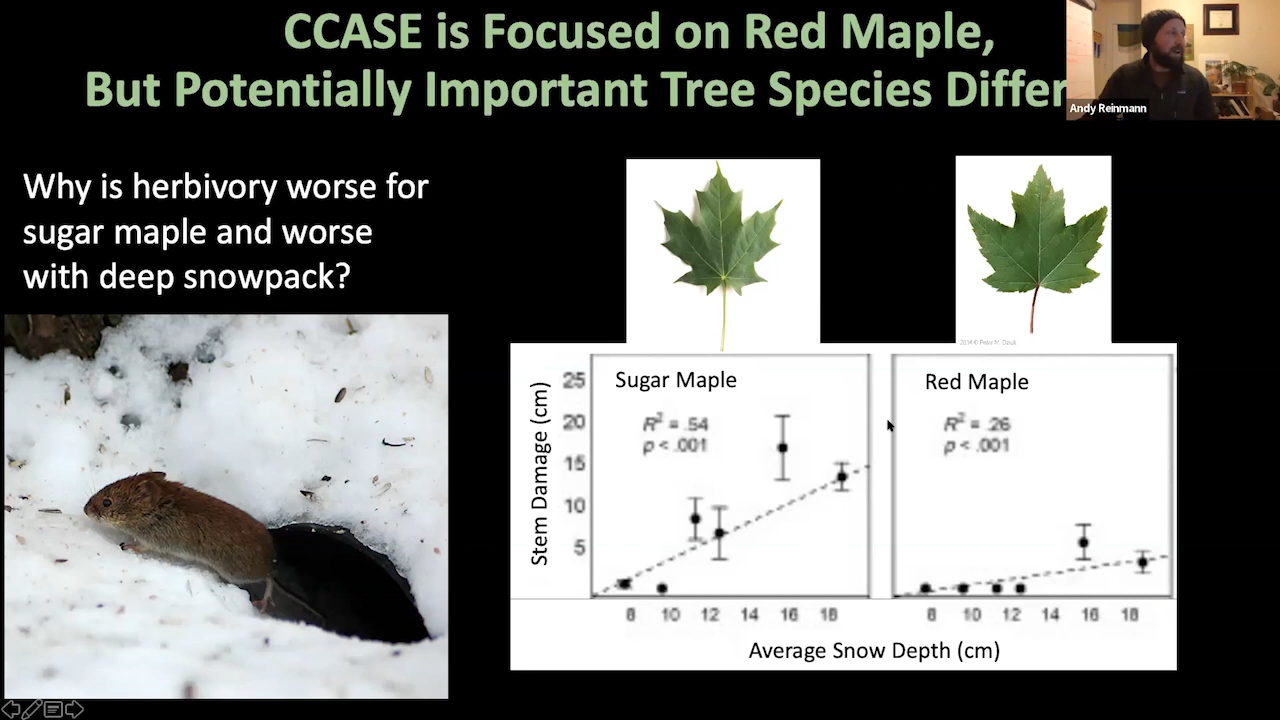 CCASE is Focused on Red Maple,
But Potentially Important Tree Species Differ
Andy Reinmann
Why is herbivory worse for
sugar maple and worse
with deep snowpack?
2014 © Peter M. Dziuk
Stem Damage (cm)
25
20
15
10
5
Sugar Maple
R² = .54
p < .001
8 10 12 14 16 18
Red Maple
R² = .26
p < .001
8 10 12 14 16 18
Average Snow Depth (cm)